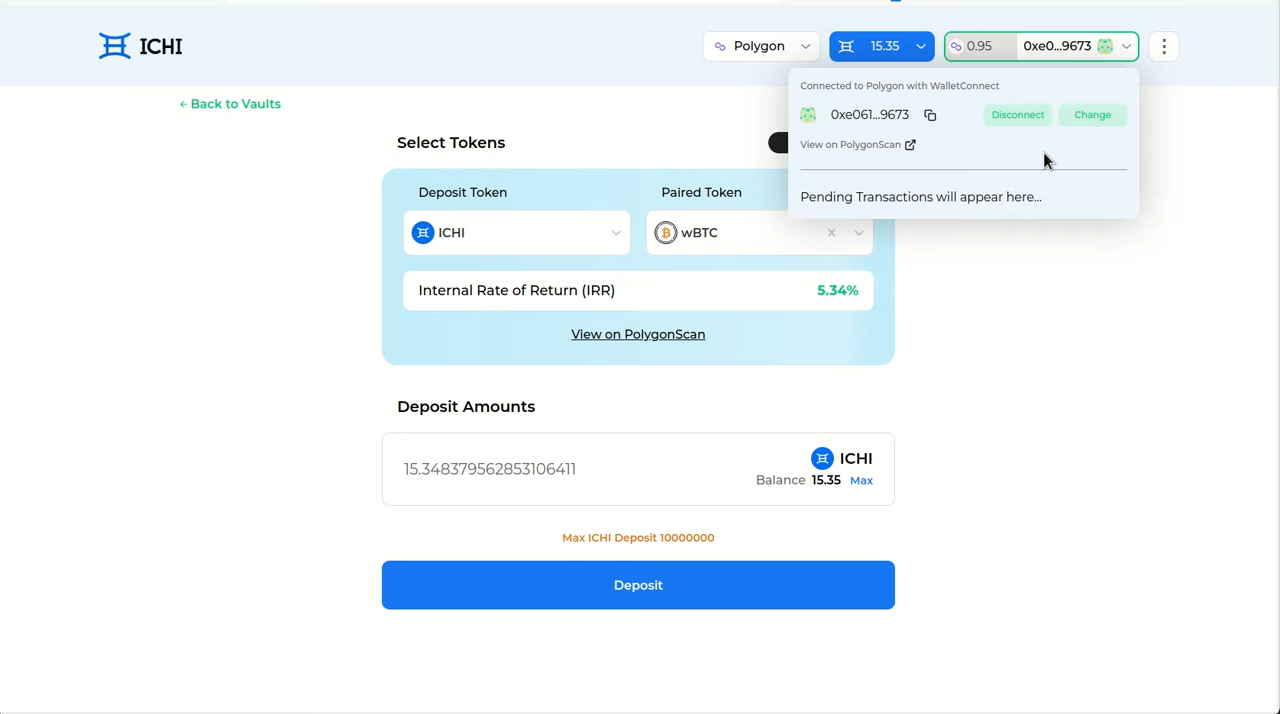 ICHI
Polygon
15.35
0.95
0xe0...9673
Connected to Polygon with WalletConnect
0xe061...9673
Disconnect
Change
View on PolygonScan
Pending Transactions will appear here...
← Back to Vaults
Select Tokens
Deposit Token
Paired Token
ICHI
wBTC
Internal Rate of Return (IRR)
5.34%
View on PolygonScan
Deposit Amounts
15.348379562853106411
ICHI
Balance 15.35 Max
Max ICHI Deposit 10000000
Deposit